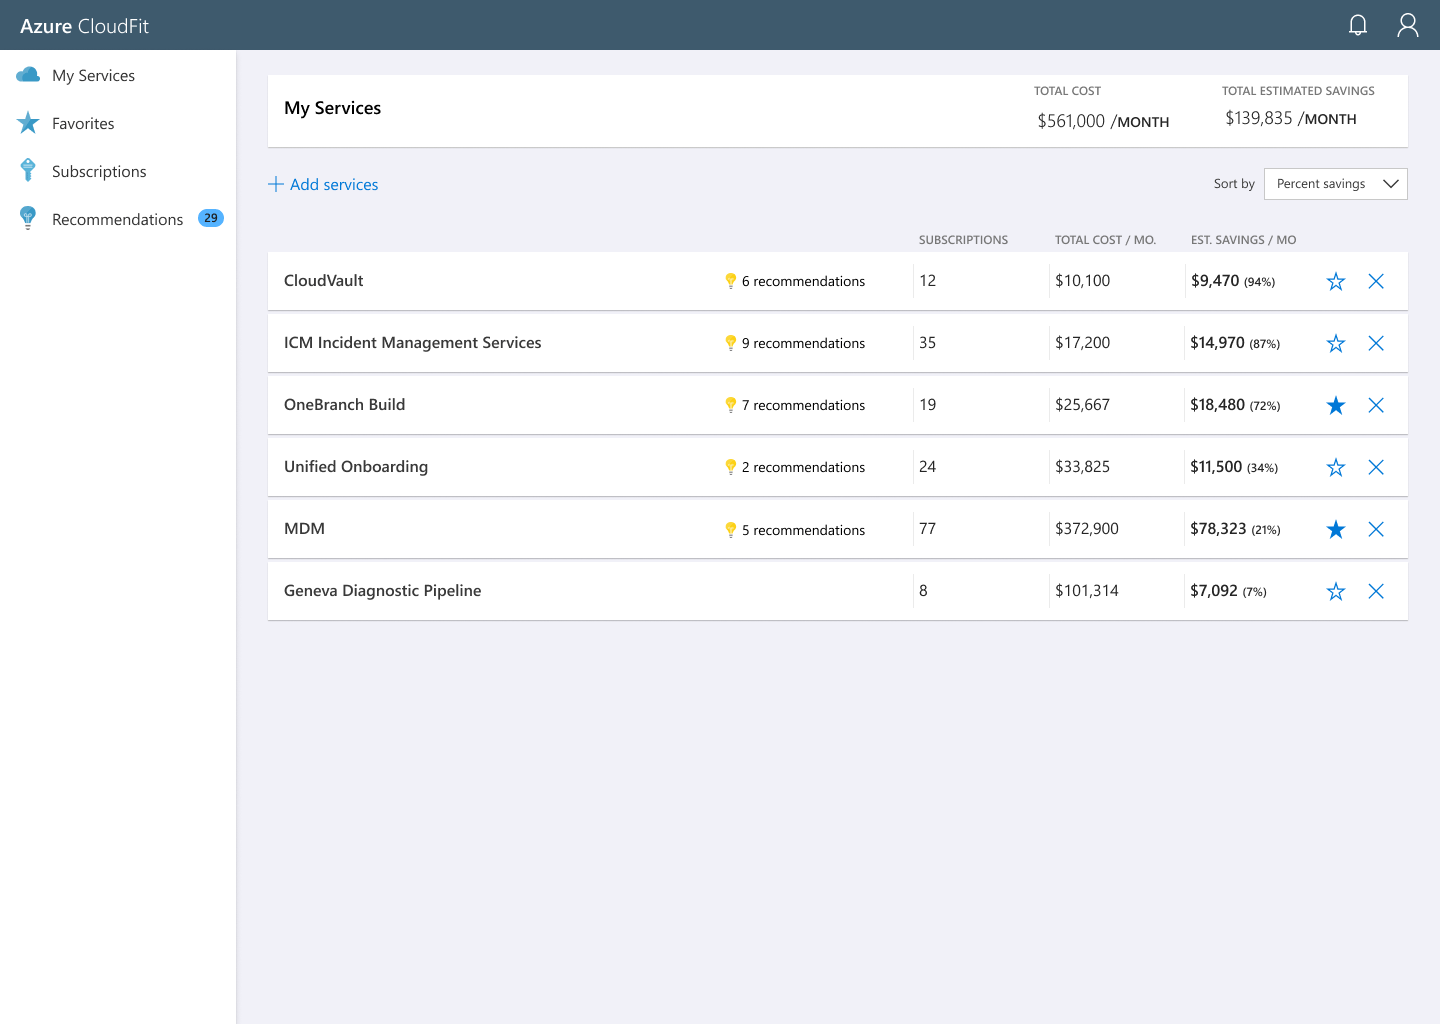 Azure CloudFit
My Services
Favorites
Subscriptions
Recommendations 29
My Services
TOTAL COST
$561,000 /MONTH
TOTAL ESTIMATED SAVINGS
$139,835 /MONTH
Add services
Sort by Percent savings
SUBSCRIPTIONS TOTAL COST / MO. EST. SAVINGS / MO
CloudVault 6 recommendations 12 $10,100 $9,470 (94%)
ICM Incident Management Services 9 recommendations 35 $17,200 $14,970 (87%)
OneBranch Build 7 recommendations 19 $25,667 $18,480 (72%)
Unified Onboarding 2 recommendations 24 $33,825 $11,500 (34%)
MDM 5 recommendations 77 $372,900 $78,323 (21%)
Geneva Diagnostic Pipeline 8 $101,314 $7,092 (7%)